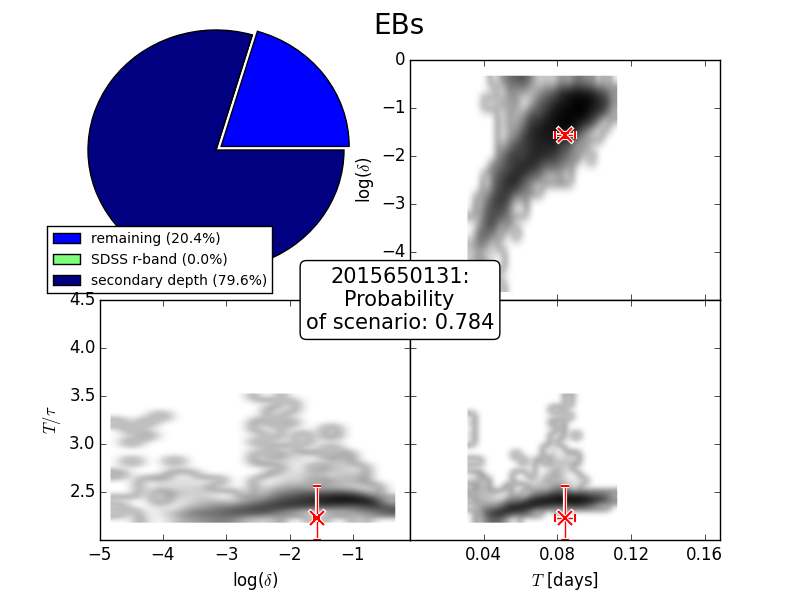 EBs
remaining (20.4%)
SDSS r-band (0.0%)
secondary depth (79.6%)
0
−1
−2
−3
−4
log(δ)
2015650131:
Probability
of scenario: 0.784
4.5
4.0
3.5
3.0
2.5
T/τ
−5
−4
−3
−2
−1
log(δ)
0.04
0.08
0.12
0.16
T [days]